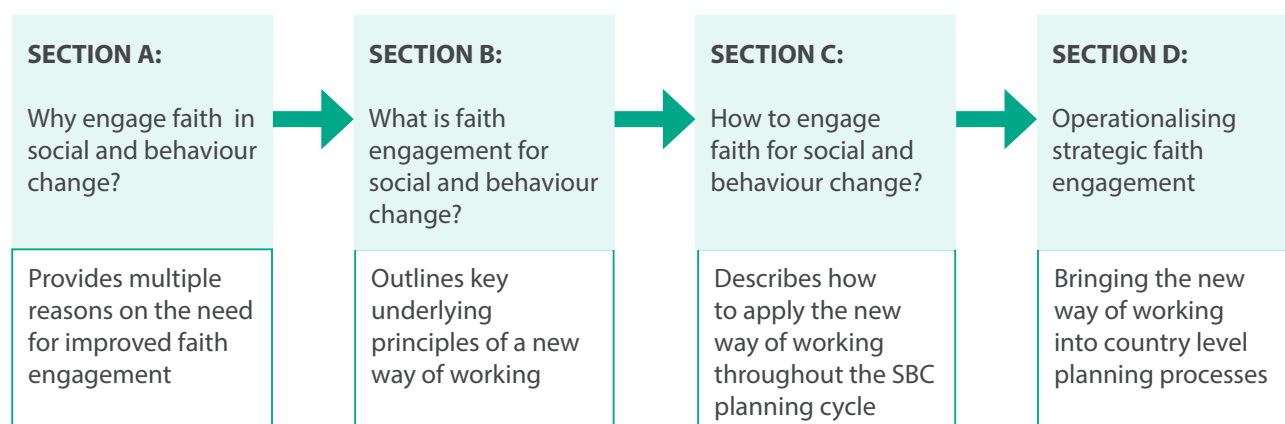 SECTION A:
Why engage faith in
social and behaviour
change?
Provides multiple
reasons on the need
for improved faith
engagement
SECTION B:
What is faith
engagement for
social and behaviour
change?
Outlines key
underlying
principles of a new
way of working
SECTION C:
How to engage
faith for social and
behaviour change?
Describes how
to apply the new
way of working
throughout the SBC
planning cycle
SECTION D:
Operationalising
strategic faith
engagement
Bringing the new
way of working
into country level
planning processes